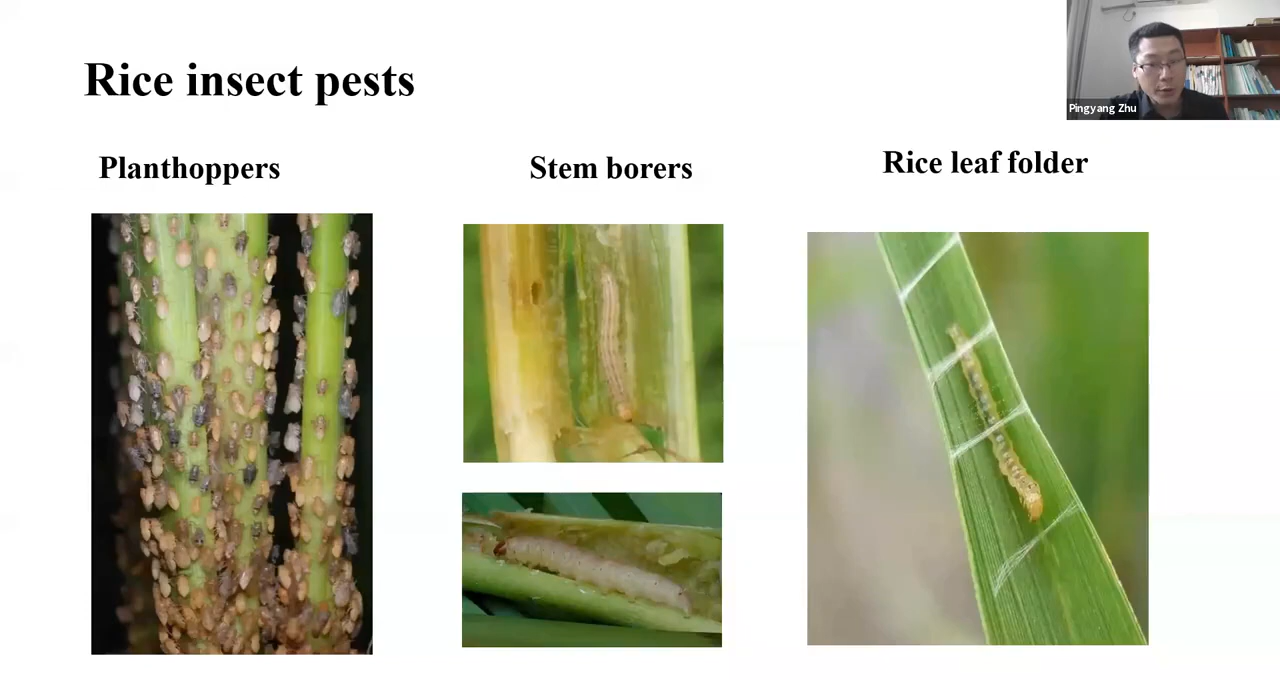 Rice insect pests
Pingyang Zhu
Planthoppers
Stem borers
Rice leaf folder